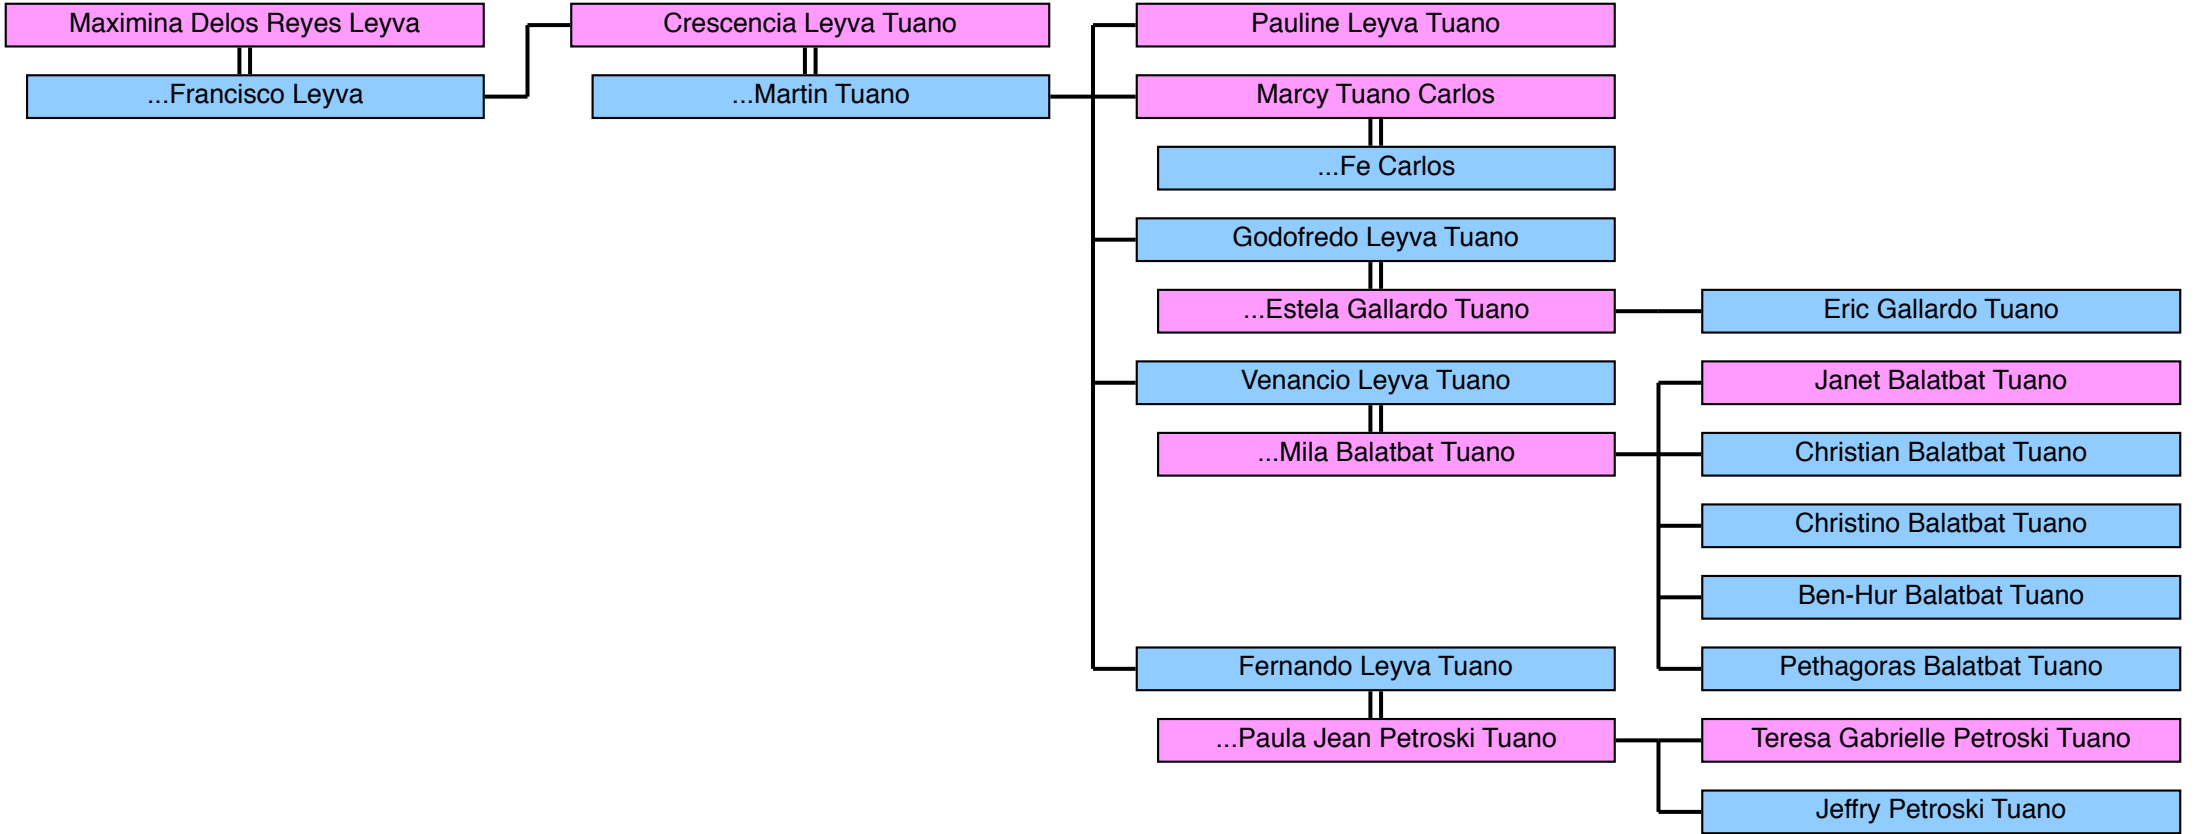 Maximina Delos Reyes Leyva
...Francisco Leyva
Crescencia Leyva Tuano
...Martin Tuano
Pauline Leyva Tuano
Marcy Tuano Carlos
...Fe Carlos
Godofredo Leyva Tuano
...Estela Gallardo Tuano
Eric Gallardo Tuano
Venancio Leyva Tuano
...Mila Balatbat Tuano
Janet Balatbat Tuano
Christian Balatbat Tuano
Christino Balatbat Tuano
Ben-Hur Balatbat Tuano
Pethagoras Balatbat Tuano
Fernando Leyva Tuano
...Paula Jean Petroski Tuano
Teresa Gabrielle Petroski Tuano
Jeffry Petroski Tuano